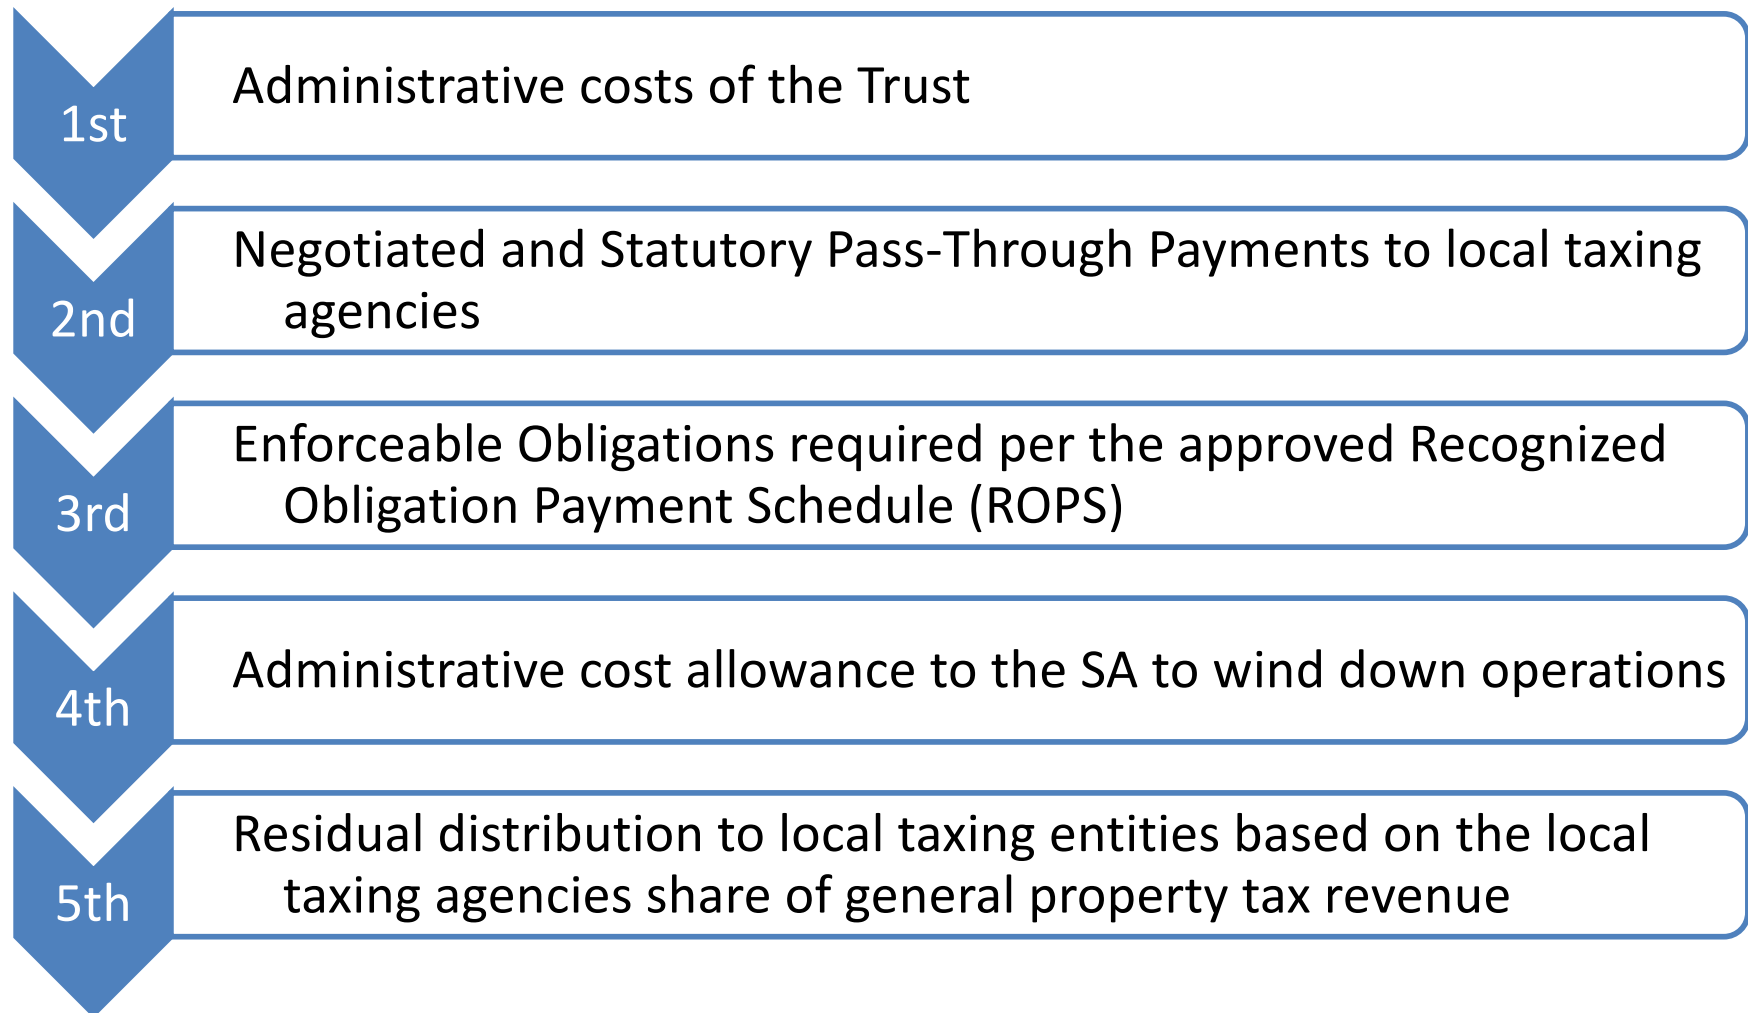 1st
Administrative costs of the Trust
2nd
Negotiated and Statutory Pass-Through Payments to local taxing
agencies
3rd
Enforceable Obligations required per the approved Recognized
Obligation Payment Schedule (ROPS)
4th
Administrative cost allowance to the SA to wind down operations
5th
Residual distribution to local taxing entities based on the local
taxing agencies share of general property tax revenue